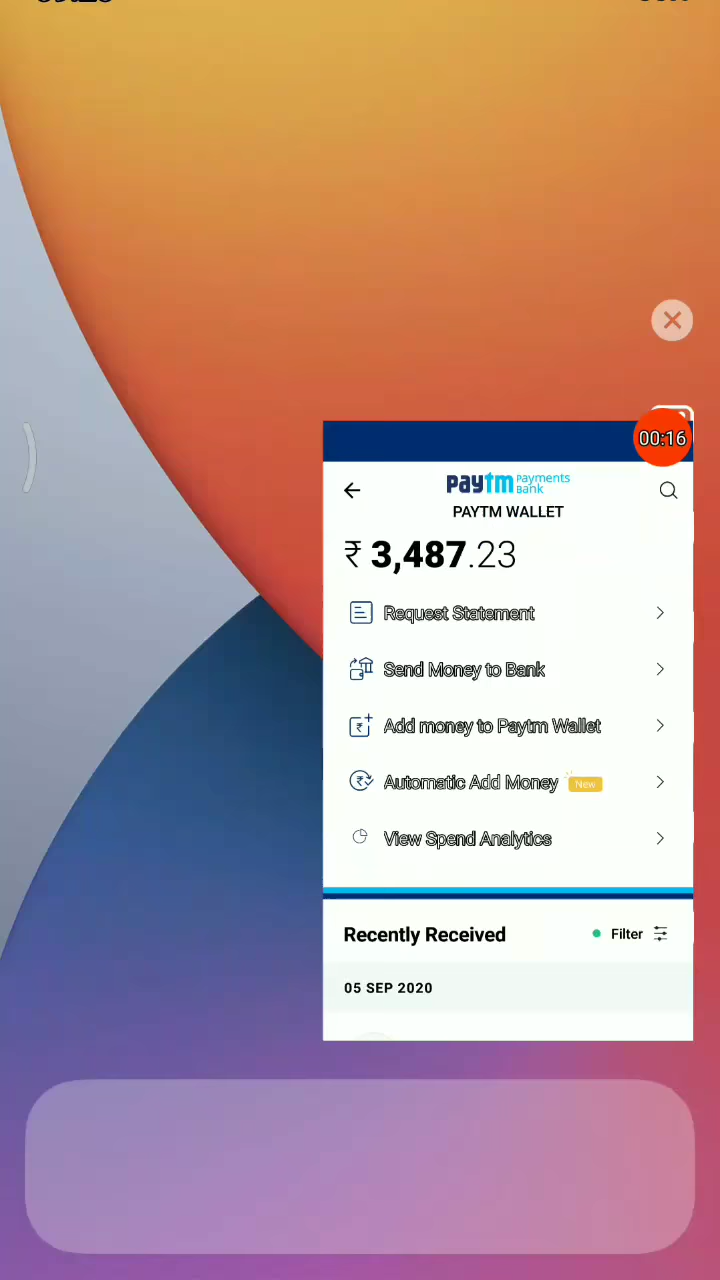 00:16
paytm Payments Bank
PAYTM WALLET
₹ 3,487.23
Request Statement
Send Money to Bank
Add money to Paytm Wallet
Automatic Add Money New
View Spend Analytics
Recently Received Filter
05 SEP 2020